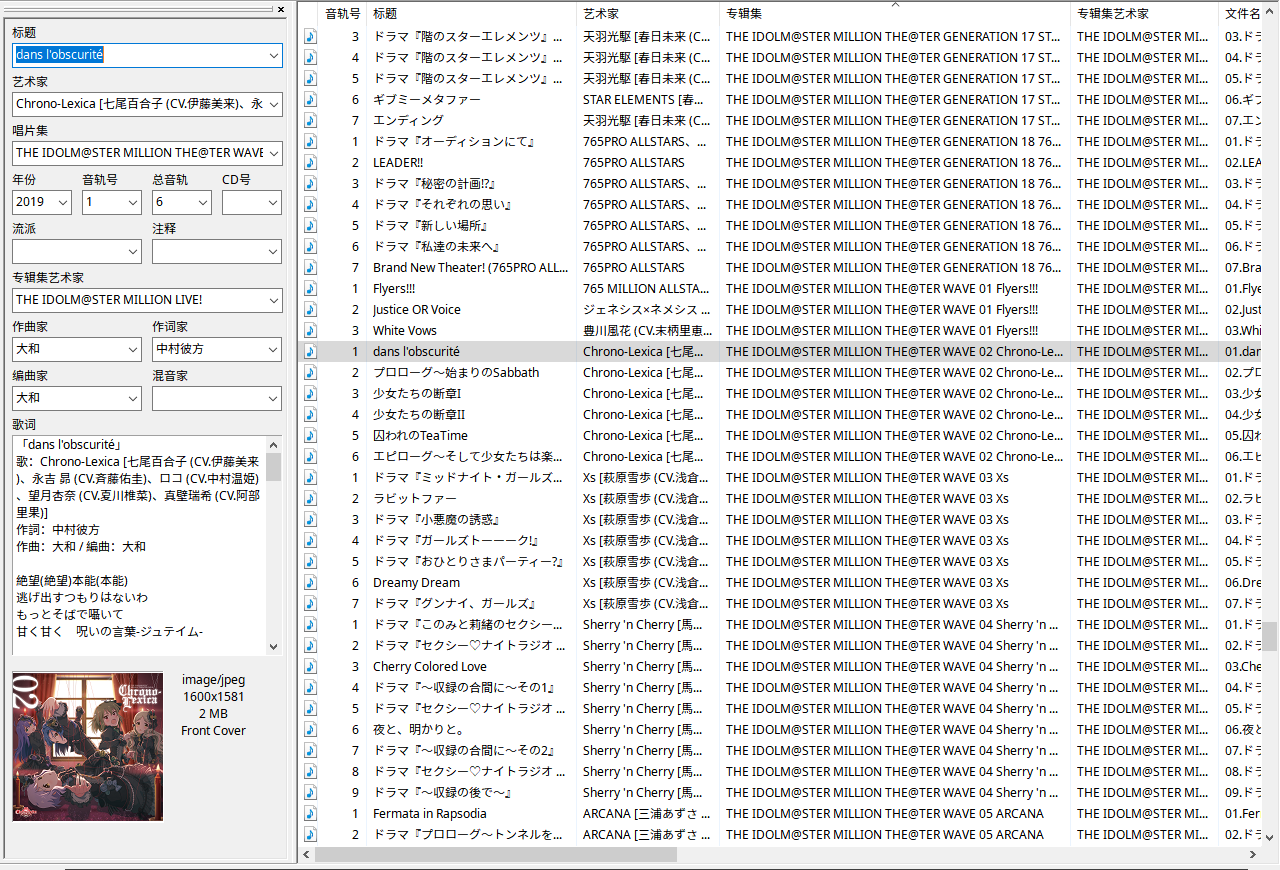 标题
dans l'obscurité
艺术家
Chrono-Lexica [七尾百合子 (CV.伊藤美来)、永
唱片集
THE IDOLM@STER MILLION THE@TER WAVE
年份 音轨号 总音轨 CD号
2019 1 6
流派 注释
专辑集艺术家
THE IDOLM@STER MILLION LIVE!
作曲家 作词家
大和 中村彼方
编曲家 混音家
大和
歌词
「dans l'obscurité」
歌：Chrono-Lexica [七尾百合子 (CV.伊藤美来
)、永吉 昴 (CV.斉藤佑圭)、ロコ (CV.中村温姫)
、望月杏奈 (CV.夏川椎菜)、真壁瑞希 (CV.阿部
里果)]
作詞：中村彼方
作曲：大和 / 編曲：大和
绝望(绝望)本能(本能)
逃げ出すつもりはないわ
もっとそばで囁いて
甘く甘く　呪いの言葉-ジュテイム-
02
Chrono-
Lexica
image/jpeg
1600x1581
2 MB
Front Cover
音轨号 标题 艺术家 专辑集 专辑集艺术家 文件名
3 ドラマ『階のスターエレメンツ』... 天羽光駆 [春日未来 (C... THE IDOLM@STER MILLION THE@TER GENERATION 17 ST... THE IDOLM@STER MI... 03.ドラ
4 ドラマ『階のスターエレメンツ』... 天羽光駆 [春日未来 (C... THE IDOLM@STER MILLION THE@TER GENERATION 17 ST... THE IDOLM@STER MI... 04.ドラ
5 ドラマ『階のスターエレメンツ』... 天羽光駆 [春日未来 (C... THE IDOLM@STER MILLION THE@TER GENERATION 17 ST... THE IDOLM@STER MI... 05.ドラ
6 ギブミーメタファー STAR ELEMENTS [春... THE IDOLM@STER MILLION THE@TER GENERATION 17 ST... THE IDOLM@STER MI... 06.ギブ
7 エンディング 天羽光駆 [春日未来 (C... THE IDOLM@STER MILLION THE@TER GENERATION 17 ST... THE IDOLM@STER MI... 07.エン
1 ドラマ『オーディションにて』 765PRO ALLSTARS、... THE IDOLM@STER MILLION THE@TER GENERATION 18 76... THE IDOLM@STER MI... 01.ドラ
2 LEADER!! 765PRO ALLSTARS THE IDOLM@STER MILLION THE@TER GENERATION 18 76... THE IDOLM@STER MI... 02.LEA
3 ドラマ『秘密の計画!?』 765PRO ALLSTARS、... THE IDOLM@STER MILLION THE@TER GENERATION 18 76... THE IDOLM@STER MI... 03.ドラ
4 ドラマ『それぞれの思い』 765PRO ALLSTARS、... THE IDOLM@STER MILLION THE@TER GENERATION 18 76... THE IDOLM@STER MI... 04.ドラ
5 ドラマ『新しい場所』 765PRO ALLSTARS、... THE IDOLM@STER MILLION THE@TER GENERATION 18 76... THE IDOLM@STER MI... 05.ドラ
6 ドラマ『私達の未来へ』 765PRO ALLSTARS、... THE IDOLM@STER MILLION THE@TER GENERATION 18 76... THE IDOLM@STER MI... 06.ドラ
7 Brand New Theater! (765PRO ALL... 765PRO ALLSTARS THE IDOLM@STER MILLION THE@TER GENERATION 18 76... THE IDOLM@STER MI... 07.Bra
1 Flyers!!! 765 MILLION ALLSTA... THE IDOLM@STER MILLION THE@TER WAVE 01 Flyers!!! THE IDOLM@STER MI... 01.Flye
2 Justice OR Voice ジェネシス×ネメシス ... THE IDOLM@STER MILLION THE@TER WAVE 01 Flyers!!! THE IDOLM@STER MI... 02.Just
3 White Vows 豊川風花 (CV.末柄里恵... THE IDOLM@STER MILLION THE@TER WAVE 01 Flyers!!! THE IDOLM@STER MI... 03.Whi
1 dans l'obscurité Chrono-Lexica [七尾... THE IDOLM@STER MILLION THE@TER WAVE 02 Chrono-Le... THE IDOLM@STER MI... 01.dan
2 プロローグ～始まりのSabbath Chrono-Lexica [七尾... THE IDOLM@STER MILLION THE@TER WAVE 02 Chrono-Le... THE IDOLM@STER MI... 02.プロ
3 少女たちの断章I Chrono-Lexica [七尾... THE IDOLM@STER MILLION THE@TER WAVE 02 Chrono-Le... THE IDOLM@STER MI... 03.少女
4 少女たちの断章II Chrono-Lexica [七尾... THE IDOLM@STER MILLION THE@TER WAVE 02 Chrono-Le... THE IDOLM@STER MI... 04.少女
5 囚われのTeaTime Chrono-Lexica [七尾... THE IDOLM@STER MILLION THE@TER WAVE 02 Chrono-Le... THE IDOLM@STER MI... 05.囚わ
6 エピローグ～そして少女たちは楽... Chrono-Lexica [七尾... THE IDOLM@STER MILLION THE@TER WAVE 02 Chrono-Le... THE IDOLM@STER MI... 06.エピ
1 ドラマ『ミッドナイト・ガールズ... Xs [萩原雪歩 (CV.浅倉... THE IDOLM@STER MILLION THE@TER WAVE 03 Xs THE IDOLM@STER MI... 01.ドラ
2 ラビットファー Xs [萩原雪歩 (CV.浅倉... THE IDOLM@STER MILLION THE@TER WAVE 03 Xs THE IDOLM@STER MI... 02.ラビ
3 ドラマ『小悪魔の誘惑』 Xs [萩原雪歩 (CV.浅倉... THE IDOLM@STER MILLION THE@TER WAVE 03 Xs THE IDOLM@STER MI... 03.ドラ
4 ドラマ『ガールズトーーーク!』 Xs [萩原雪歩 (CV.浅倉... THE IDOLM@STER MILLION THE@TER WAVE 03 Xs THE IDOLM@STER MI... 04.ドラ
5 ドラマ『おひとりさまパーティー?』 Xs [萩原雪歩 (CV.浅倉... THE IDOLM@STER MILLION THE@TER WAVE 03 Xs THE IDOLM@STER MI... 05.ドラ
6 Dreamy Dream Xs [萩原雪歩 (CV.浅倉... THE IDOLM@STER MILLION THE@TER WAVE 03 Xs THE IDOLM@STER MI... 06.Dre
7 ドラマ『グンナイ、ガールズ』 Xs [萩原雪歩 (CV.浅倉... THE IDOLM@STER MILLION THE@TER WAVE 03 Xs THE IDOLM@STER MI... 07.ドラ
1 ドラマ『このみと莉緒のセクシー... Sherry 'n Cherry [馬... THE IDOLM@STER MILLION THE@TER WAVE 04 Sherry 'n ... THE IDOLM@STER MI... 01.ドラ
2 ドラマ『セクシー♡ナイトラジオ ... Sherry 'n Cherry [馬... THE IDOLM@STER MILLION THE@TER WAVE 04 Sherry 'n ... THE IDOLM@STER MI... 02.ドラ
3 Cherry Colored Love Sherry 'n Cherry [馬... THE IDOLM@STER MILLION THE@TER WAVE 04 Sherry 'n ... THE IDOLM@STER MI... 03.Che
4 ドラマ『～収録の合間に～その1』 Sherry 'n Cherry [馬... THE IDOLM@STER MILLION THE@TER WAVE 04 Sherry 'n ... THE IDOLM@STER MI... 04.ドラ
5 ドラマ『セクシー♡ナイトラジオ ... Sherry 'n Cherry [馬... THE IDOLM@STER MILLION THE@TER WAVE 04 Sherry 'n ... THE IDOLM@STER MI... 05.ドラ
6 夜と、明かりと。 Sherry 'n Cherry [馬... THE IDOLM@STER MILLION THE@TER WAVE 04 Sherry 'n ... THE IDOLM@STER MI... 06.夜と
7 ドラマ『～収録の合間に～その2』 Sherry 'n Cherry [馬... THE IDOLM@STER MILLION THE@TER WAVE 04 Sherry 'n ... THE IDOLM@STER MI... 07.ドラ
8 ドラマ『セクシー♡ナイトラジオ ... Sherry 'n Cherry [馬... THE IDOLM@STER MILLION THE@TER WAVE 04 Sherry 'n ... THE IDOLM@STER MI... 08.ドラ
9 ドラマ『～収録の後で～』 Sherry 'n Cherry [馬... THE IDOLM@STER MILLION THE@TER WAVE 04 Sherry 'n ... THE IDOLM@STER MI... 09.ドラ
1 Fermata in Rapsodia ARCANA [三浦あずさ ... THE IDOLM@STER MILLION THE@TER WAVE 05 ARCANA THE IDOLM@STER MI... 01.Fer
2 ドラマ『プロローグ～トンネルを... ARCANA [三浦あずさ ... THE IDOLM@STER MILLION THE@TER WAVE 05 ARCANA THE IDOLM@STER MI... 02.ドラ